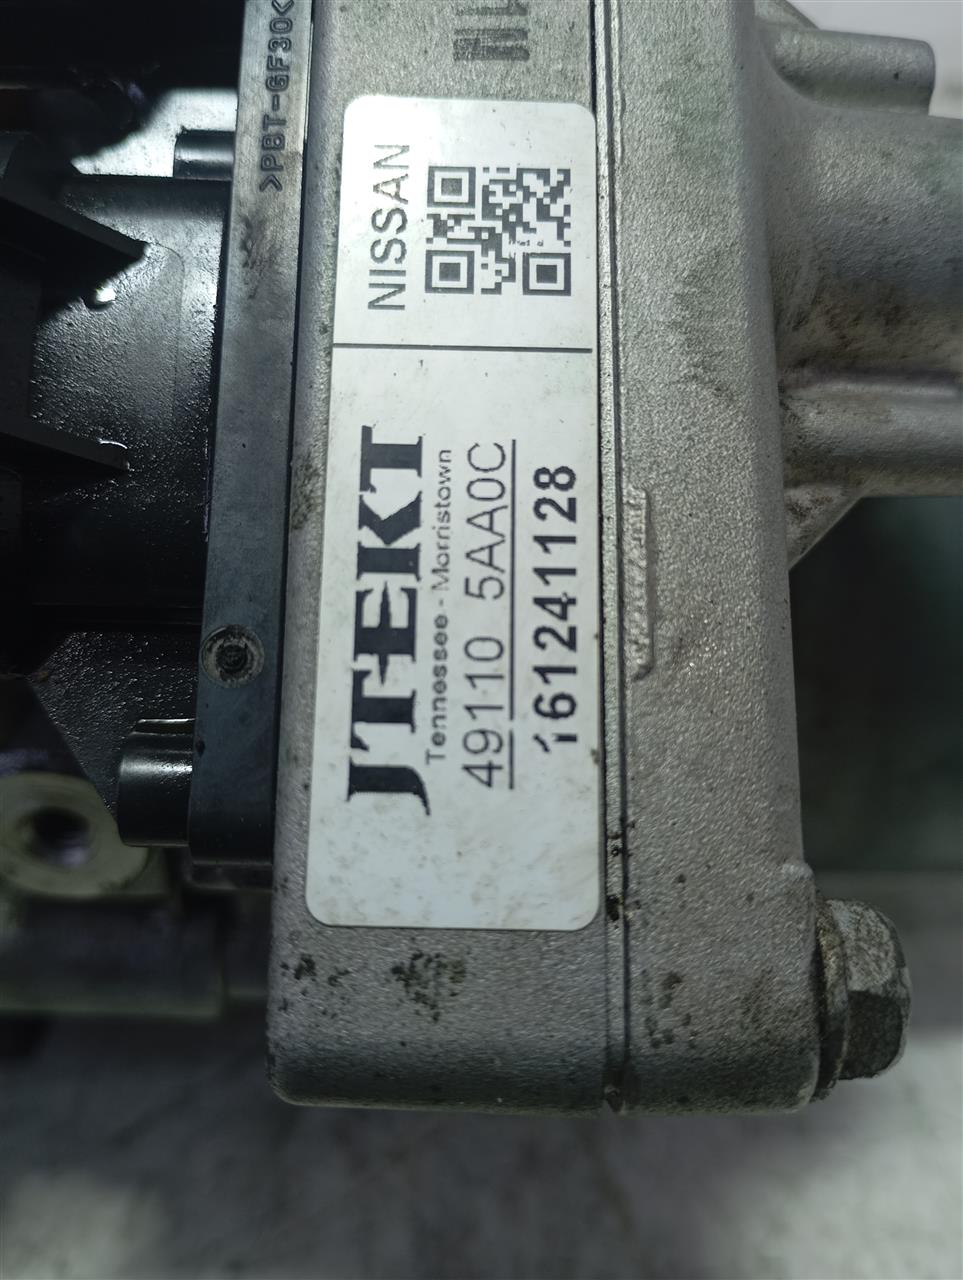 >PBT-GF30<
NISSAN
JTEKT
Tennessee - Morristown
49110 5AA0C
161241128